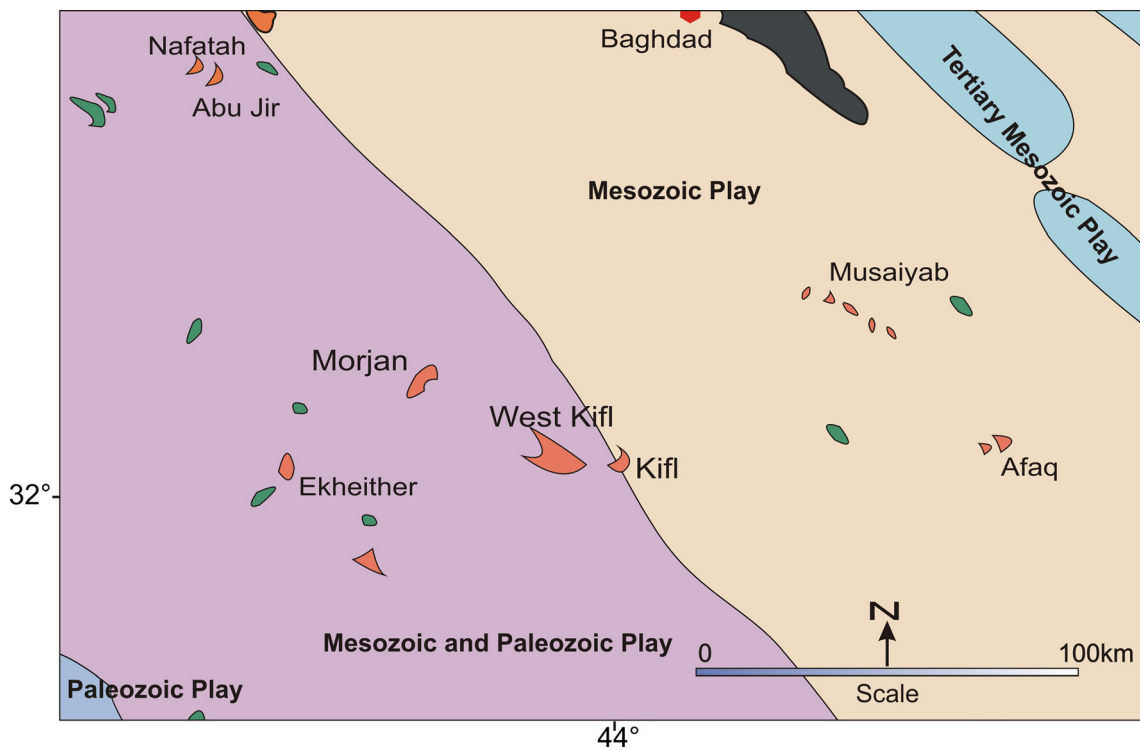 Nafatah
Baghdad
Abu Jir
Tertiary Mesozoic Play
Mesozoic Play
Musaiyab
Morjan
West Kifl
Kifl
Afaq
Ekheither
32°
N
Mesozoic and Paleozoic Play
0 100km
Paleozoic Play
Scale
44°